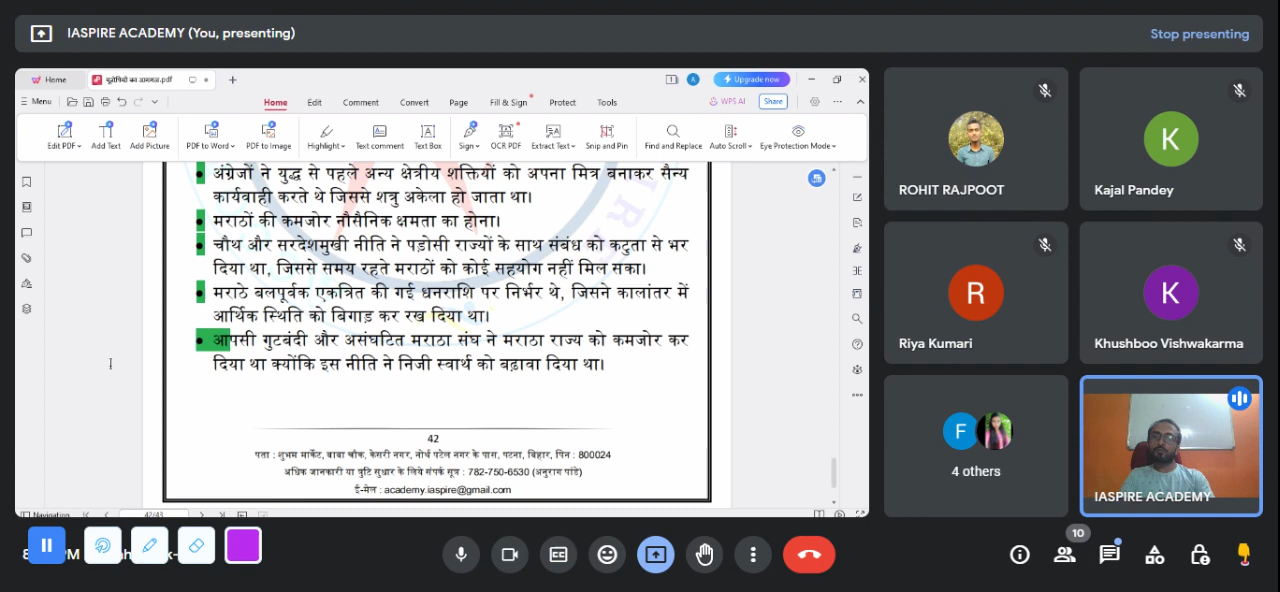 IASPIRE ACADEMY (You, presenting)
Stop presenting
Home
यूरोपियों का आगमन.pdf
Upgrade now
Menu
Home Edit Comment Convert Page Fill & Sign Protect Tools
WPS AI
Share
Edit PDF
Add Text
Add Picture
PDF to Word
PDF to Image
Highlight
Text comment
Text Box
Sign
OCR PDF
Extract Text
Snip and Pin
Find and Replace
Auto Scroll
Eye Protection Mode
• अंग्रेजों ने युद्ध से पहले अन्य क्षेत्रीय शक्तियों को अपना मित्र बनाकर सैन्य
कार्यवाही करते थे जिससे शत्रु अकेला हो जाता था।
• मराठों की कमजोर नौसैनिक क्षमता का होना।
• चौथ और सरदेशमुखी नीति ने पड़ोसी राज्यों के साथ संबंध को कटुता से भर
दिया था, जिससे समय रहते मराठों को कोई सहयोग नहीं मिल सका।
• मराठे बलपूर्वक एकत्रित की गई धनराशि पर निर्भर थे, जिसने कालांतर में
आर्थिक स्थिति को बिगाड़ कर रख दिया था।
• आपसी गुटबंदी और असंघटित मराठा संघ ने मराठा राज्य को कमजोर कर
दिया था क्योंकि इस नीति ने निजी स्वार्थ को बढ़ावा दिया था।
42
पता : शुभम मार्केट, बाबा चौक, केसरी नगर, नोर्थ पटेल नगर के पास, पटना, बिहार, पिन : 800024
अधिक जानकारी या त्रुटि सुधार के लिये संपर्क सूत्र : 782-750-6530 (अनुराग पांडे)
ई-मेल : academy.iaspire@gmail.com
Navigation
42/43
ROHIT RAJPOOT
K
Kajal Pandey
R
Riya Kumari
K
Khushboo Vishwakarma
F
4 others
IASPIRE ACADEMY
PM
10